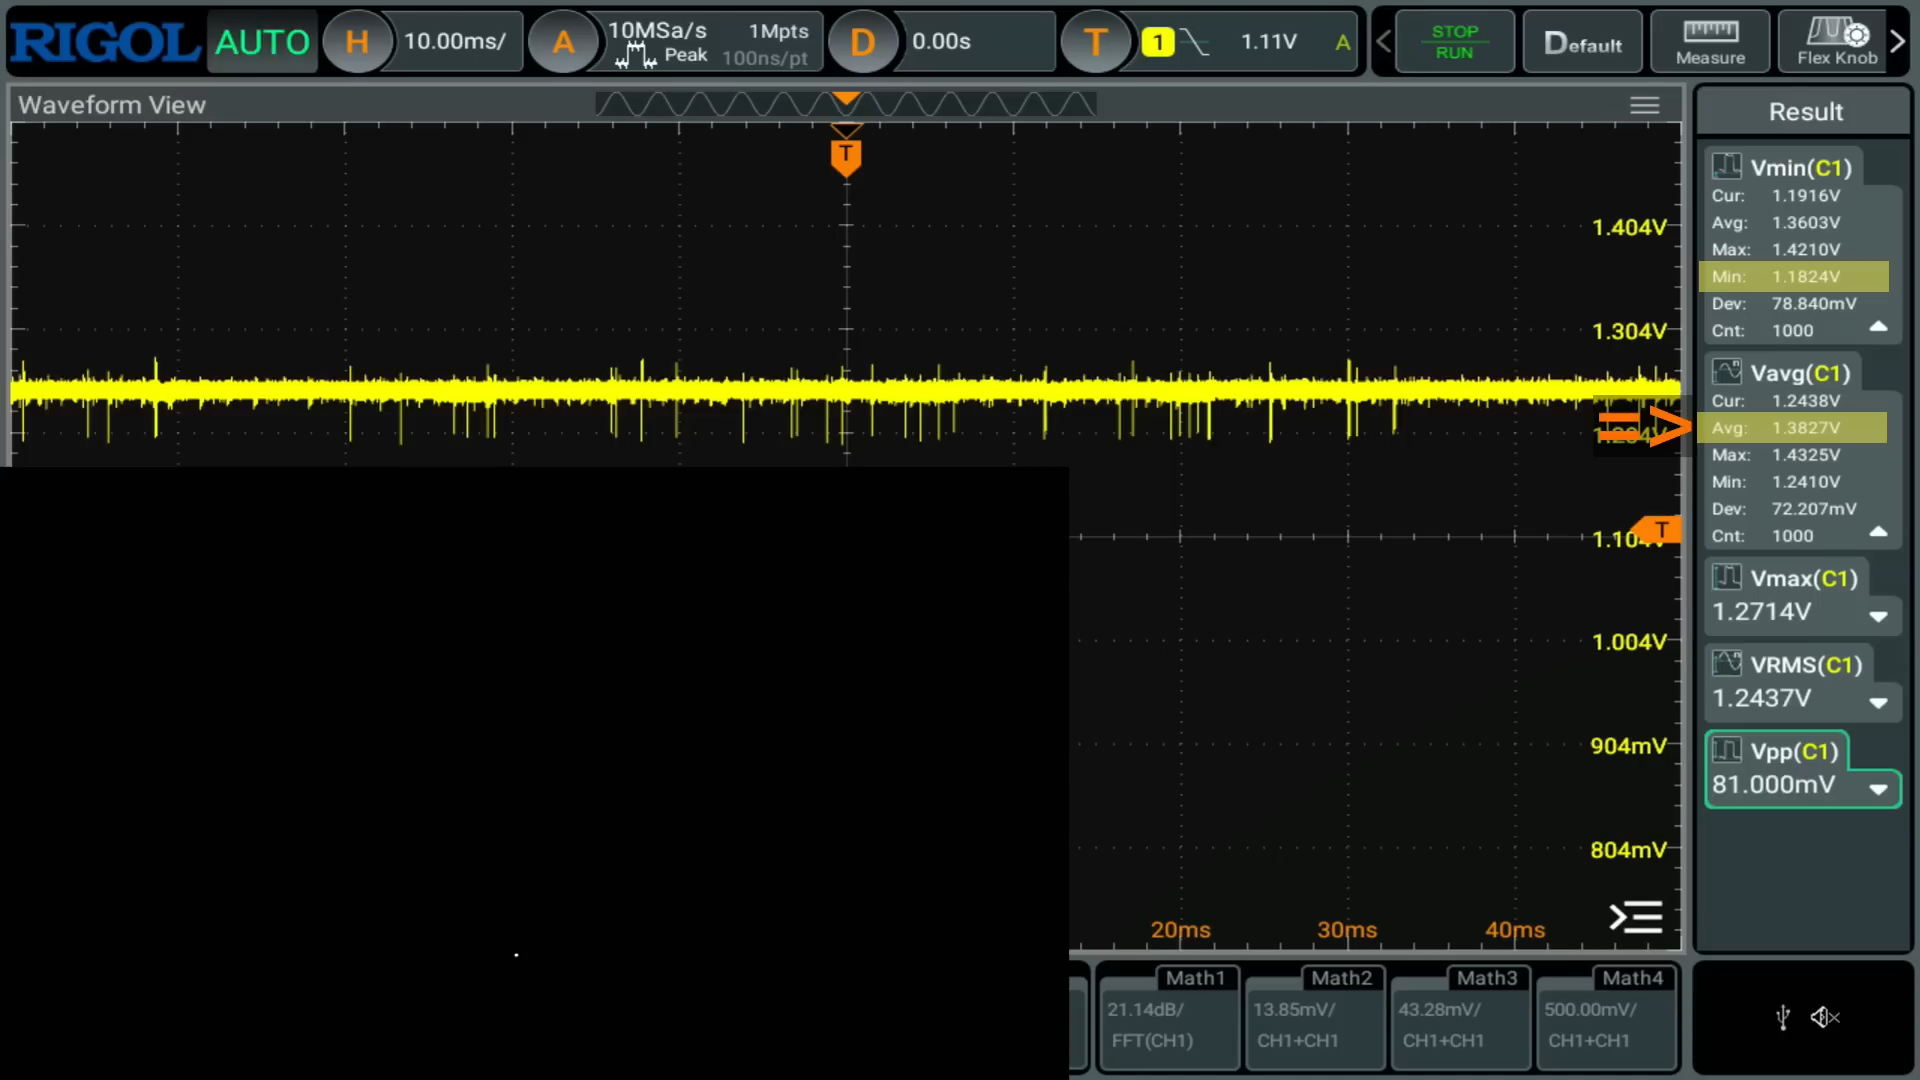 RIGOL AUTO H 10.00ms/ A 10MSa/s Peak 1Mpts 100ns/pt D 0.00s T 1 1.11V A STOP RUN Default Measure Flex Knob
Waveform View
T
1.404V
1.304V
1.204V
T
1.004V
904mV
804mV
20ms 30ms 40ms
Result
Vmin(C1)
Cur: 1.1916V
Avg: 1.3603V
Max: 1.4210V
Min: 1.1824V
Dev: 78.840mV
Cnt: 1000
Vavg(C1)
Cur: 1.2438V
=> Avg: 1.3827V
Max: 1.4325V
Min: 1.2410V
Dev: 72.207mV
Cnt: 1000
Vmax(C1)
1.2714V
VRMS(C1)
1.2437V
Vpp(C1)
81.000mV
Math1
21.14dB/
FFT(CH1)
Math2
13.85mV/
CH1+CH1
Math3
43.28mV/
CH1+CH1
Math4
500.00mV/
CH1+CH1